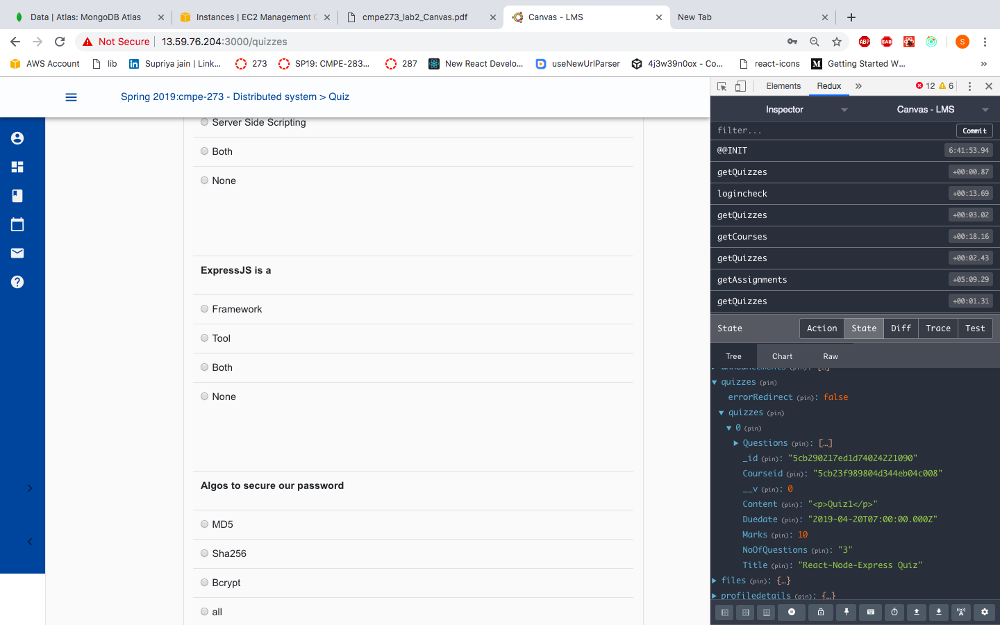 Data | Atlas: MongoDB Atlas
Instances | EC2 Management C
cmpe273_lab2_Canvas.pdf
Canvas - LMS
New Tab
Not Secure
13.59.76.204:3000/quizzes
ABP
EAB
S
AWS Account
lib
Supriya jain | Link...
273
SP19: CMPE-283...
287
New React Develo...
useNewUrlParser
4j3w39n0ox - Co...
react-icons
Getting Started W...
»
Spring 2019:cmpe-273 - Distributed system > Quiz
Server Side Scripting
Both
None
ExpressJS is a
Framework
Tool
Both
None
Algos to secure our password
MD5
Sha256
Bcrypt
all
Elements
Redux
»
12
6
Inspector
Canvas - LMS
filter...
Commit
@@INIT
6:41:53.94
getQuizzes
+00:00.87
logincheck
+00:13.69
getQuizzes
+00:03.02
getCourses
+00:18.16
getQuizzes
+00:02.43
getAssignments
+05:09.29
getQuizzes
+00:01.31
State
Action
State
Diff
Trace
Test
Tree
Chart
Raw
announcements (pin): {…}
quizzes (pin)
errorRedirect (pin): false
quizzes (pin)
0 (pin)
Questions (pin): […]
_id (pin): "5cb290217ed1d74024221090"
Courseid (pin): "5cb23f989804d344eb04c008"
__v (pin): 0
Content (pin): "<p>Quiz1</p>"
Duedate (pin): "2019-04-20T07:00:00.000Z"
Marks (pin): 10
NoOfQuestions (pin): "3"
Title (pin): "React-Node-Express Quiz"
files (pin): {…}
profiledetails (pin): {…}